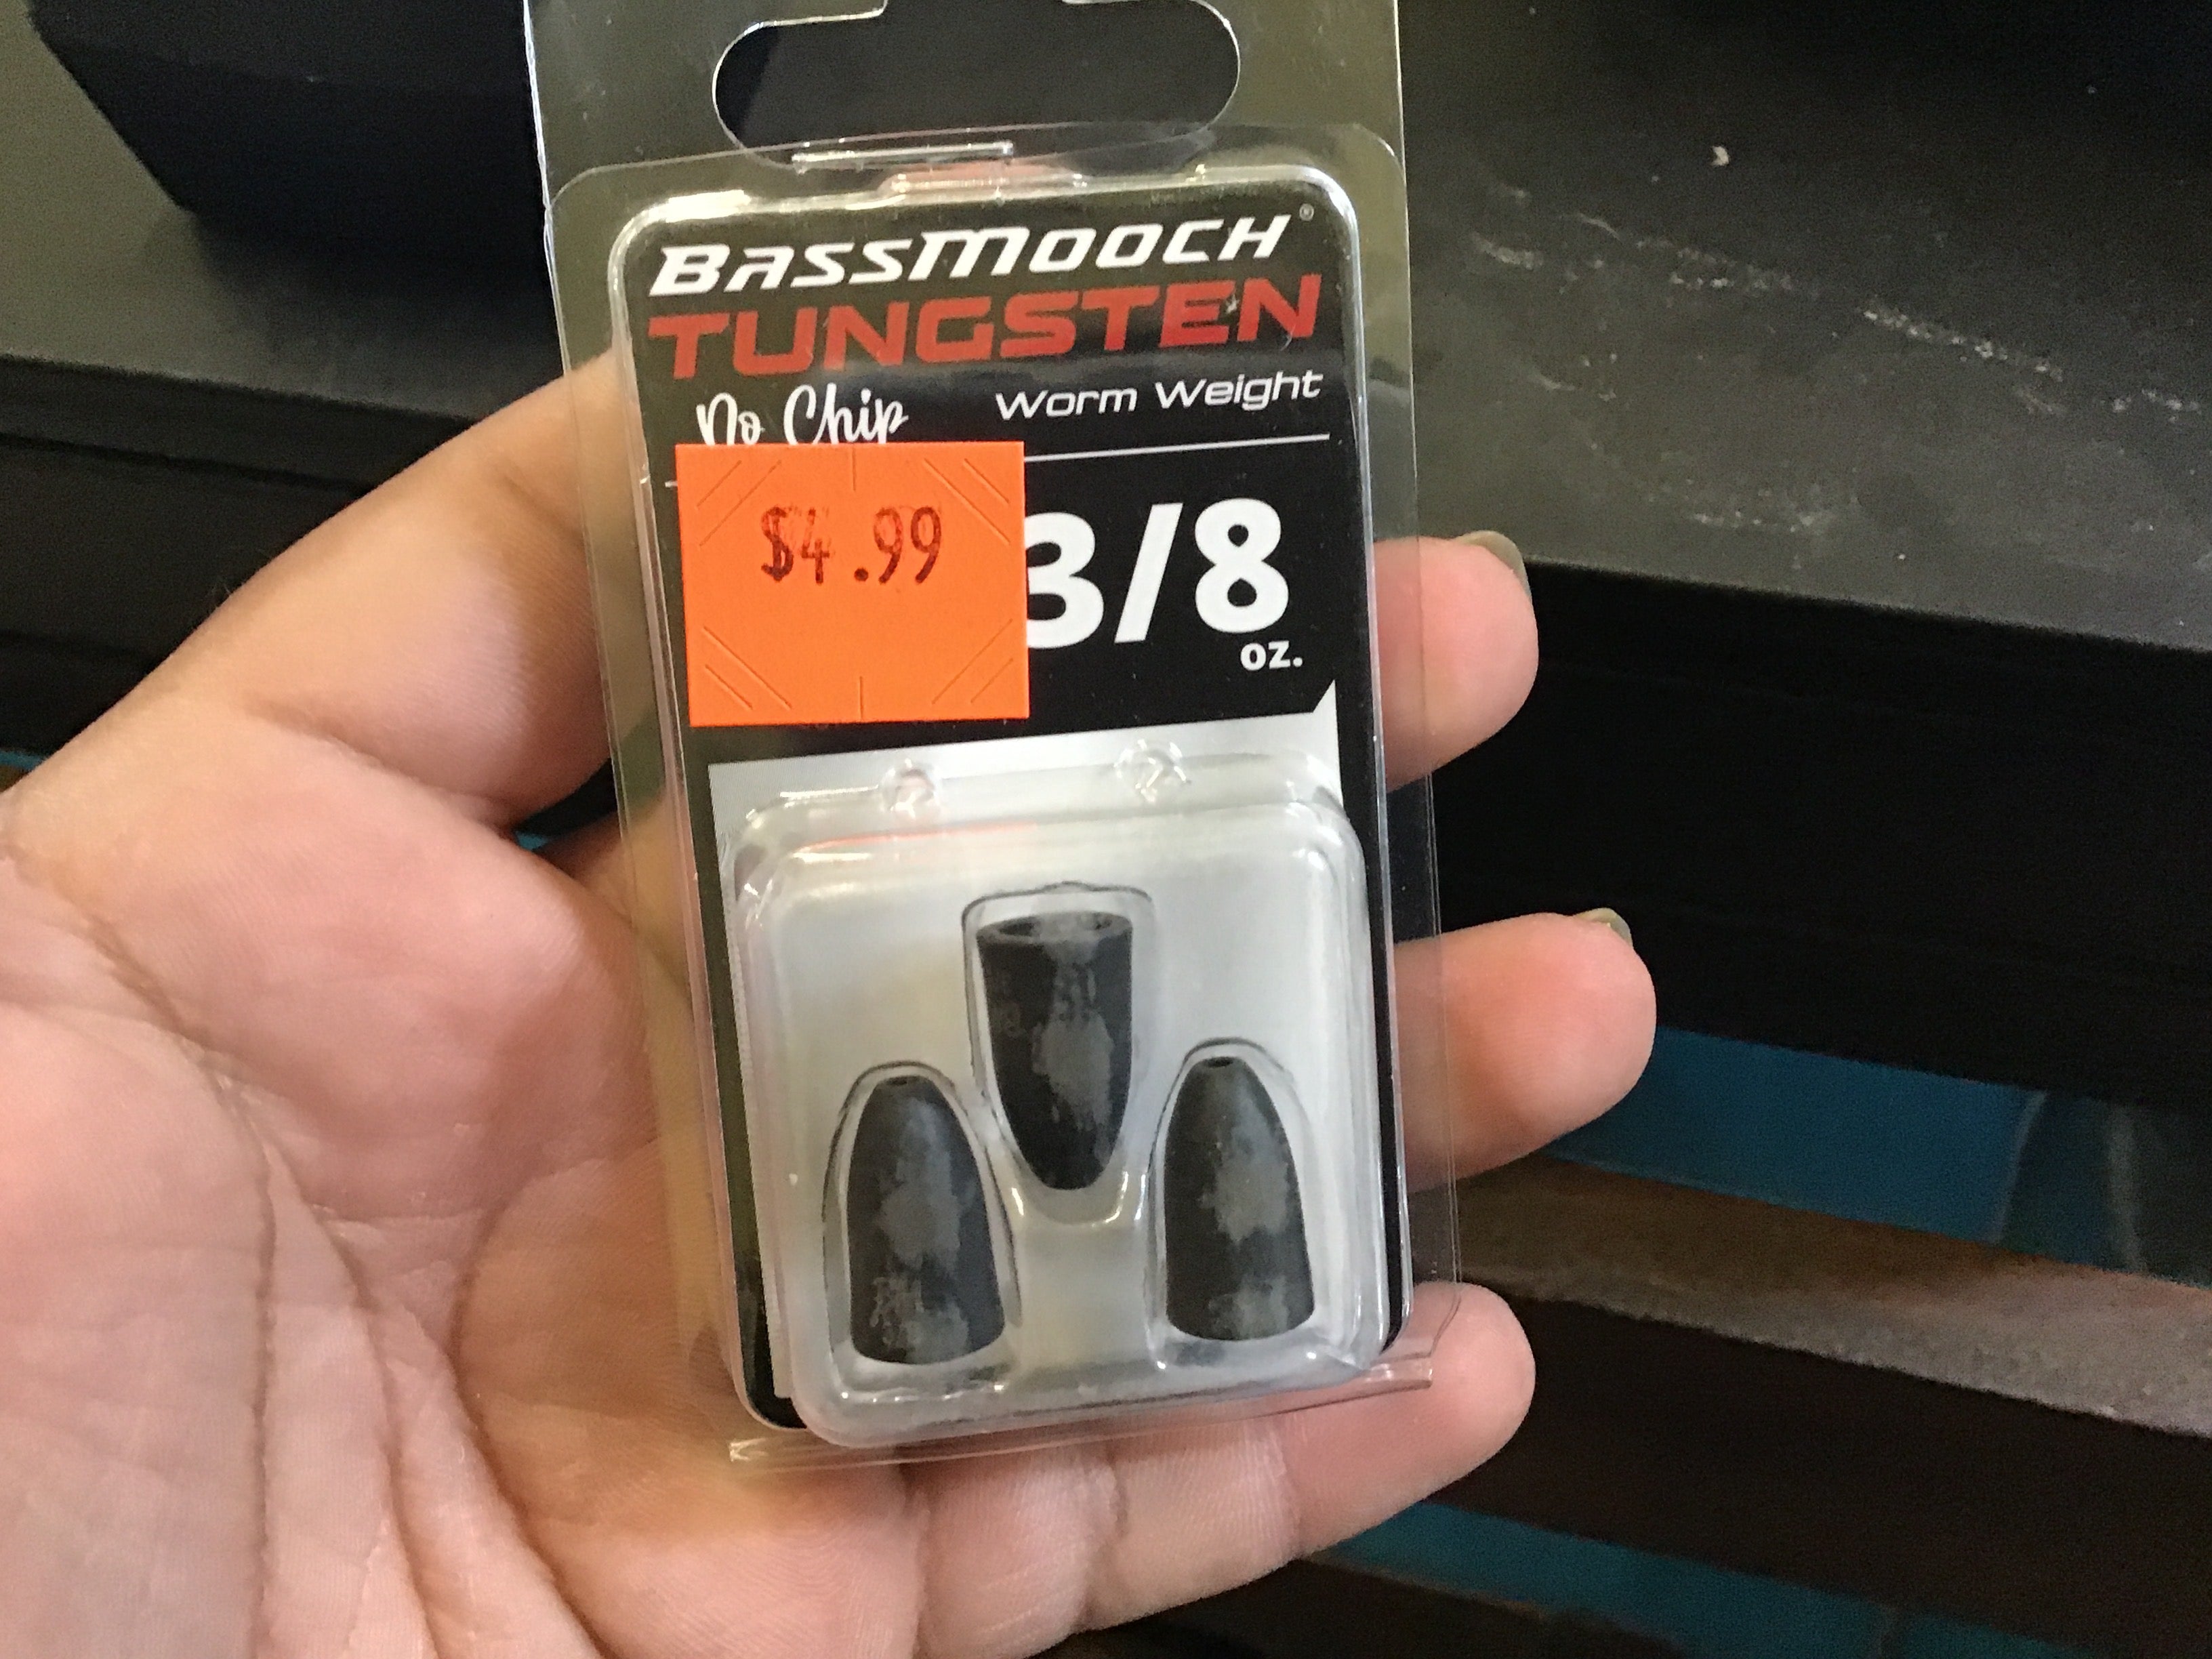 BASSMOOCH®
TUNGSTEN
No Chip Worm Weight
$4.99
3/8
oz.